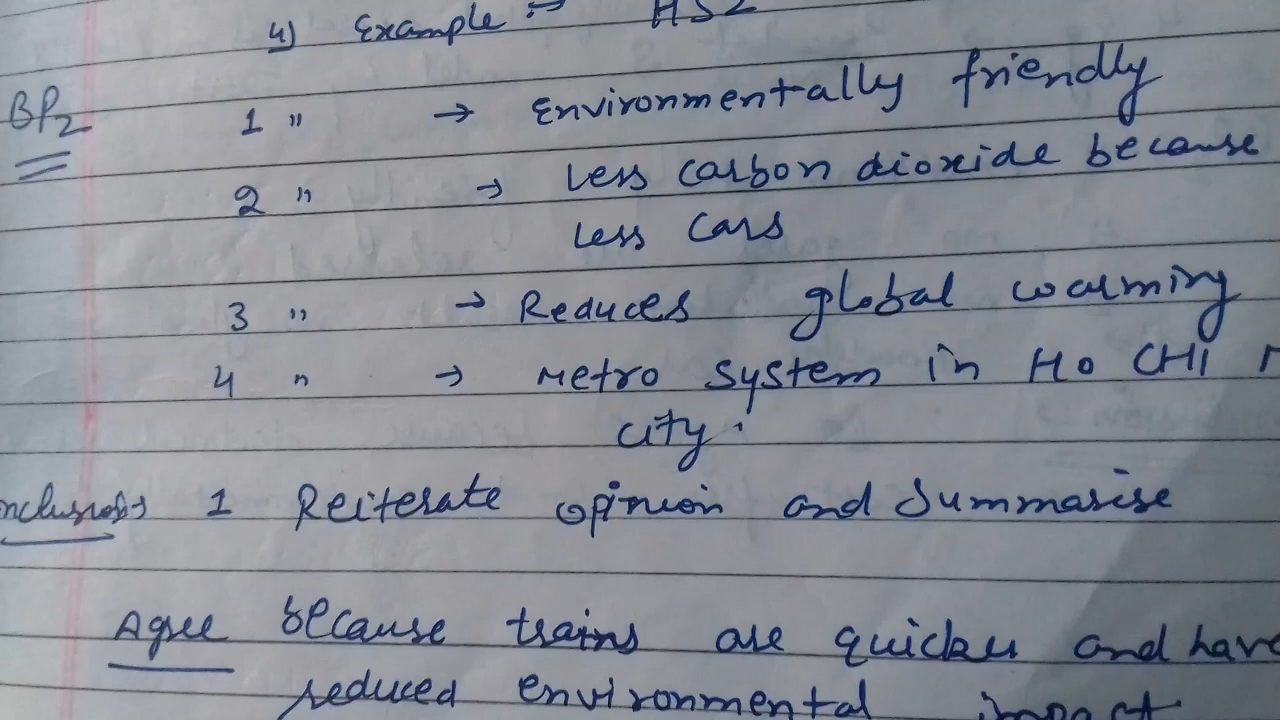 4) Example :→ HS2
BP2 1 " → Environmentally friendly
2 " → Less carbon dioxide because
less cars
3 " → Reduces global warming
4 " → Metro system in Ho CHI
city.
1 Reiterate opinion and Summarise
Agree because trains are quicker and have
reduced environmental impact